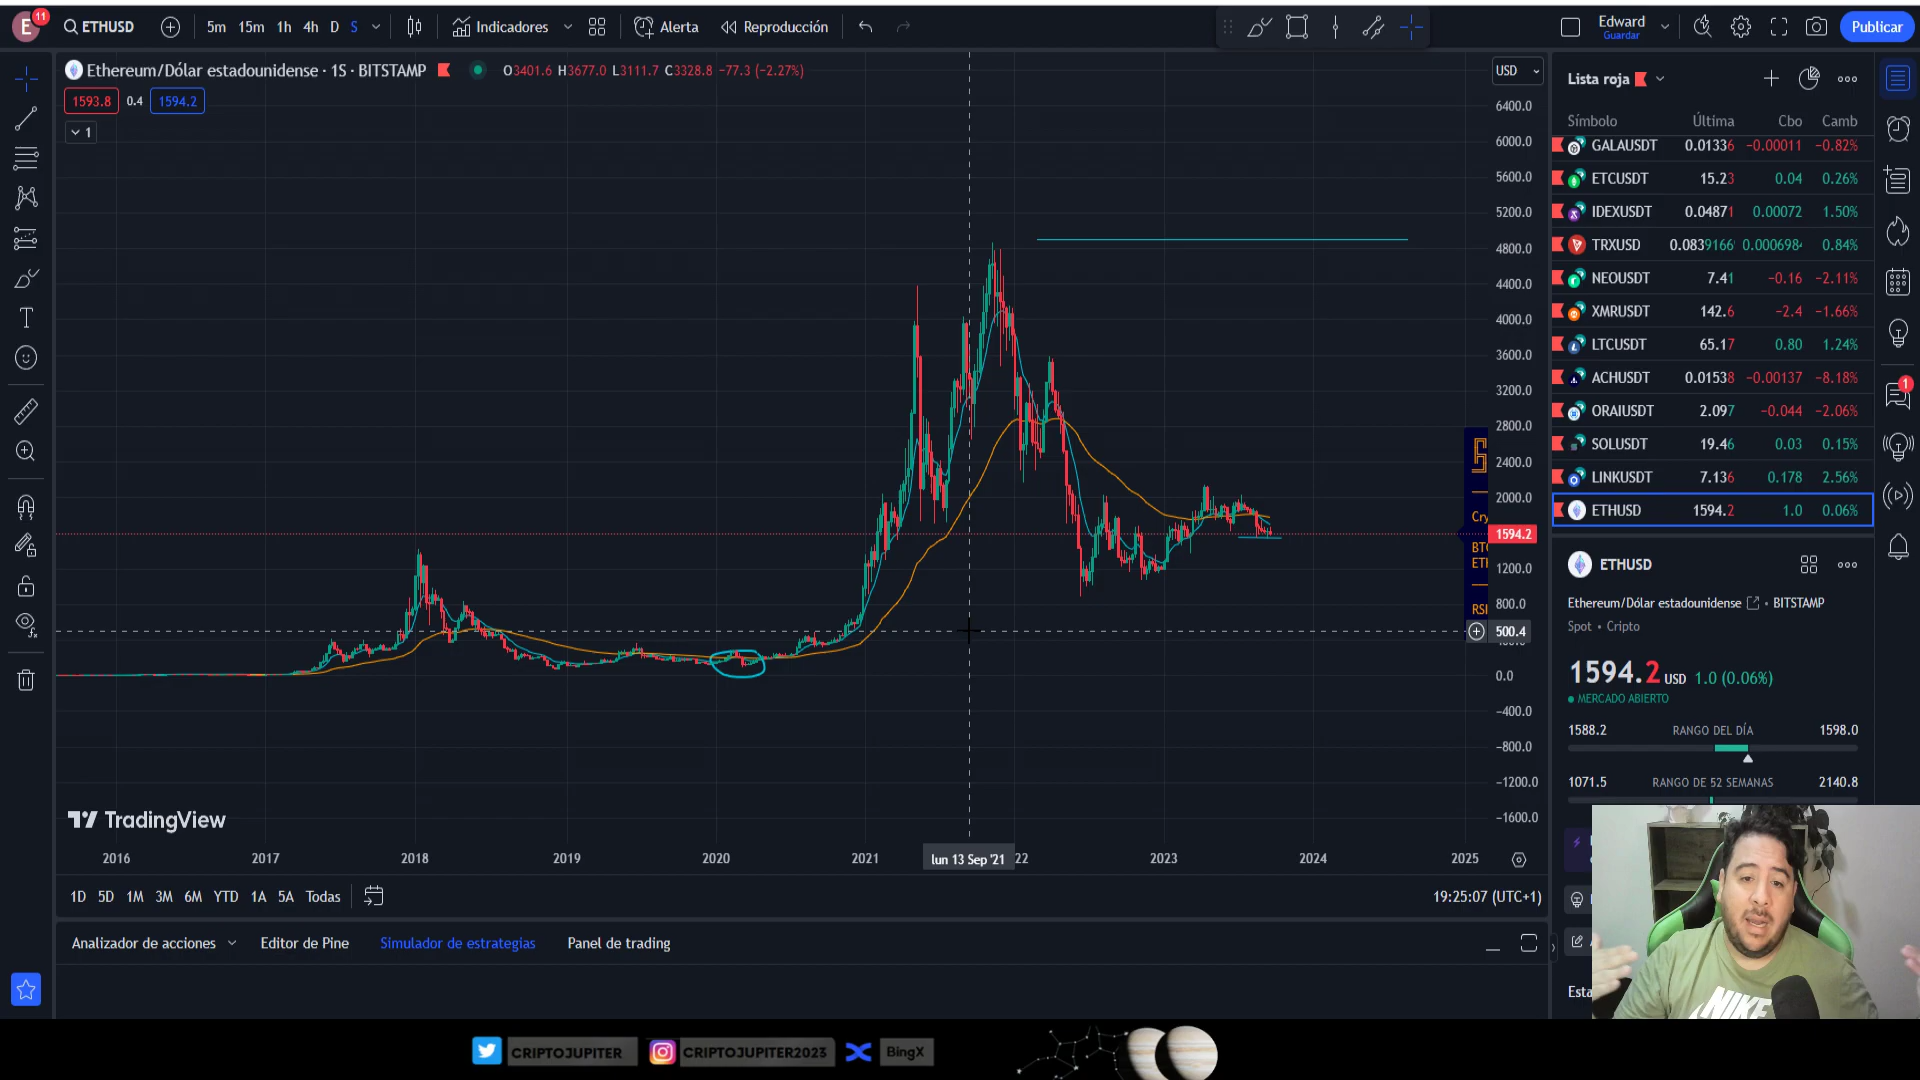 E
11
ETHUSD
5m 15m 1h 4h D S
Indicadores
Alerta
Reproducción
Edward
Guardar
Publicar
Ethereum/Dólar estadounidense · 1S · BITSTAMP
O3401.6 H3677.0 L3111.7 C3328.8 −77.3 (−2.27%)
1593.8 0.4 1594.2
1
USD
6400.0
6000.0
5600.0
5200.0
4800.0
4400.0
4000.0
3600.0
3200.0
2800.0
2400.0
2000.0
1594.2
1200.0
800.0
500.4
0.0
−400.0
−800.0
−1200.0
−1600.0
Cry
BTC
ETH
RSI
TradingView
2016 2017 2018 2019 2020 2021 lun 13 Sep '21 22 2023 2024 2025
1D 5D 1M 3M 6M YTD 1A 5A Todas
19:25:07 (UTC+1)
Analizador de acciones
Editor de Pine
Simulador de estrategias
Panel de trading
Lista roja
Símbolo Última Cbo Camb
GALAUSDT 0.01336 −0.00011 −0.82%
ETCUSDT 15.23 0.04 0.26%
IDEXUSDT 0.04871 0.00072 1.50%
TRXUSD 0.0839166 0.0006984 0.84%
NEOUSDT 7.41 −0.16 −2.11%
XMRUSDT 142.6 −2.4 −1.66%
LTCUSDT 65.17 0.80 1.24%
ACHUSDT 0.01538 −0.00137 −8.18%
ORAIUSDT 2.097 −0.044 −2.06%
SOLUSDT 19.46 0.03 0.15%
LINKUSDT 7.136 0.178 2.56%
ETHUSD 1594.2 1.0 0.06%
ETHUSD
Ethereum/Dólar estadounidense • BITSTAMP
Spot • Cripto
1594.2 USD 1.0 (0.06%)
MERCADO ABIERTO
1588.2 RANGO DEL DÍA 1598.0
1071.5 RANGO DE 52 SEMANAS 2140.8
Esta
1
NIKE
CRIPTOJUPITER
CRIPTOJUPITER2023
BingX